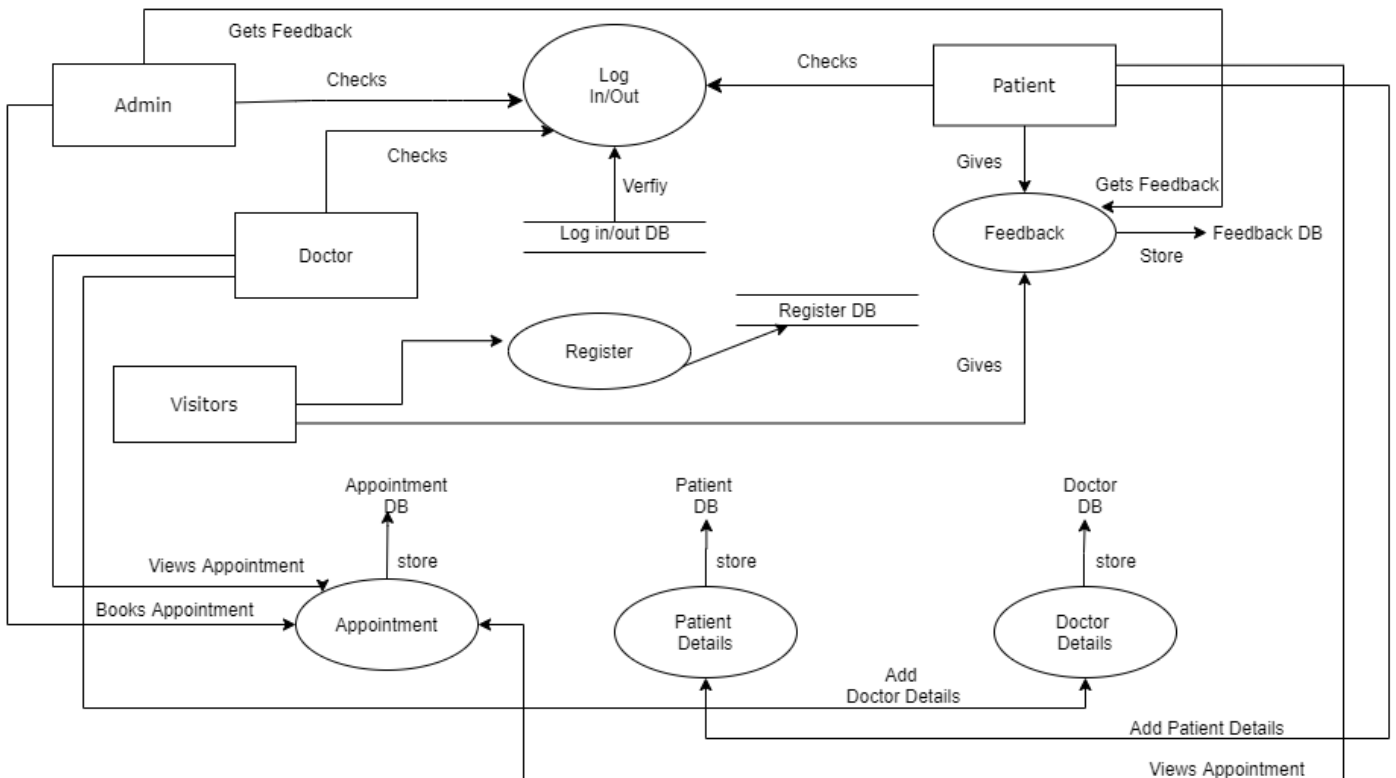 Gets Feedback
Log
In/Out
Checks
Checks
Patient
Admin
Checks
Gives
Verfiy
Gets Feedback
Log in/out DB
Feedback
Feedback DB
Store
Doctor
Register DB
Register
Gives
Visitors
Appointment
DB
Patient
DB
Doctor
DB
Views Appointment
store
store
store
Books Appointment
Appointment
Patient
Details
Doctor
Details
Add
Doctor Details
Add Patient Details
Views Appointment